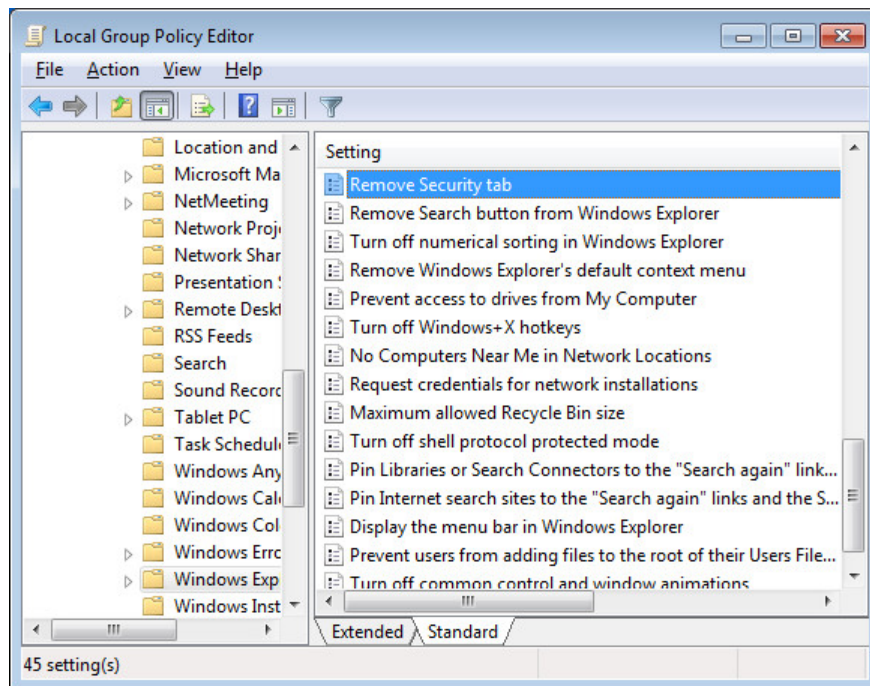 Local Group Policy Editor
File Action View Help
Location and
Microsoft Ma
NetMeeting
Network Proj
Network Shar
Presentation
Remote Deskt
RSS Feeds
Search
Sound Record
Tablet PC
Task Schedul
Windows Any
Windows Cal
Windows Col
Windows Erro
Windows Exp
Windows Inst
Setting
Remove Security tab
Remove Search button from Windows Explorer
Turn off numerical sorting in Windows Explorer
Remove Windows Explorer's default context menu
Prevent access to drives from My Computer
Turn off Windows+X hotkeys
No Computers Near Me in Network Locations
Request credentials for network installations
Maximum allowed Recycle Bin size
Turn off shell protocol protected mode
Pin Libraries or Search Connectors to the "Search again" link...
Pin Internet search sites to the "Search again" links and the S...
Display the menu bar in Windows Explorer
Prevent users from adding files to the root of their Users File...
Turn off common control and window animations
Extended Standard
45 setting(s)